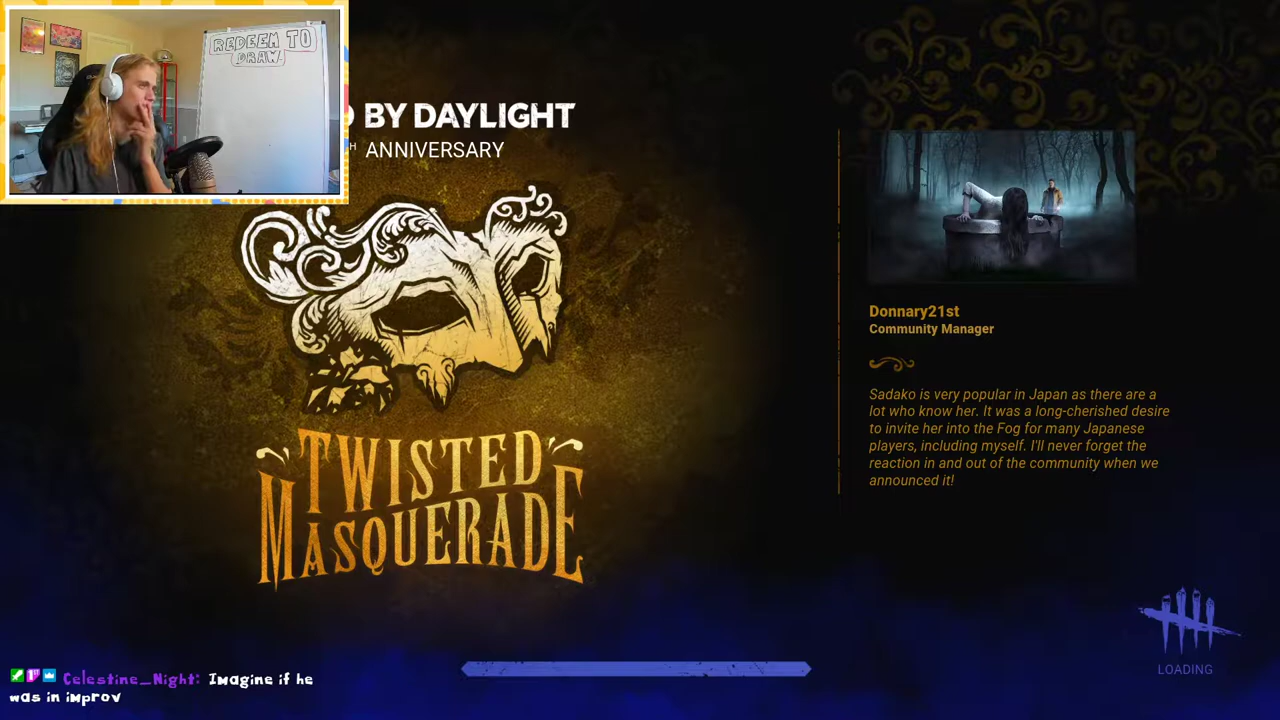 REDEEM TO
DRAW
BY DAYLIGHT
TH ANNIVERSARY
TWISTED
MASQUERADE
Donnary21st
Community Manager
Sadako is very popular in Japan as there are a
lot who know her. It was a long-cherished desire
to invite her into the Fog for many Japanese
players, including myself. I'll never forget the
reaction in and out of the community when we
announced it!
LOADING
Celestine_Night: Imagine if he
was in improv